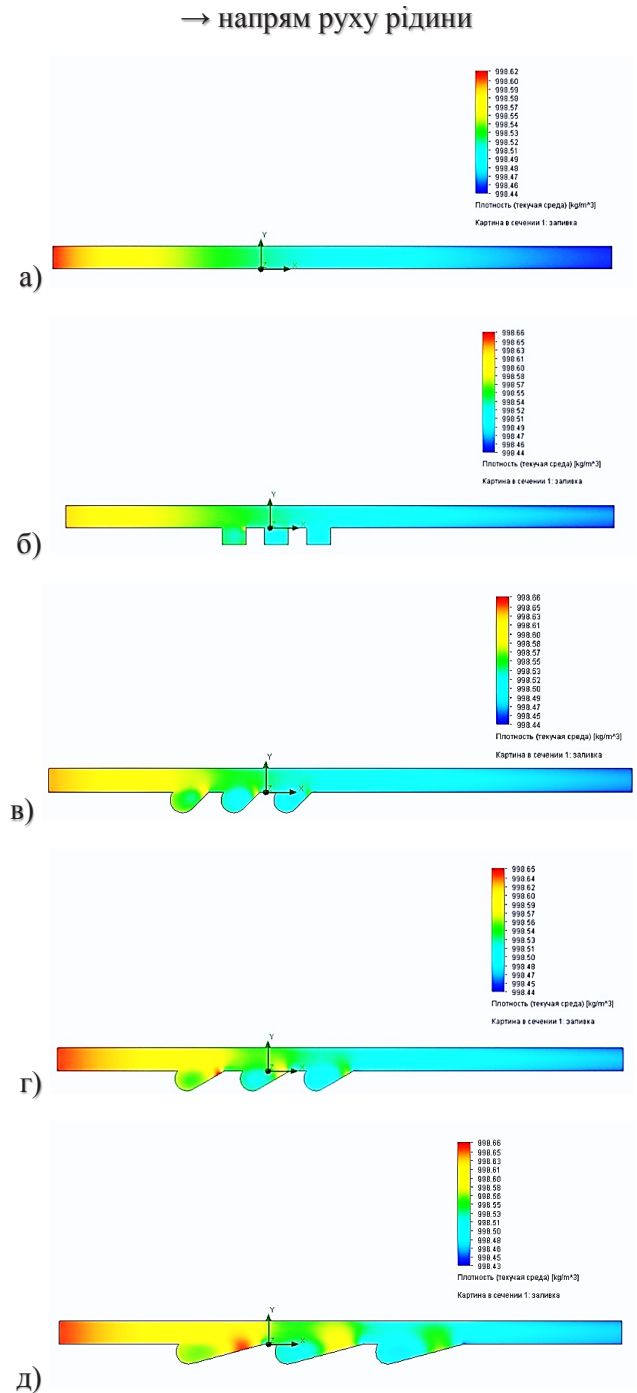 → напрям руху рідини
998.62
998.60
998.59
998.58
998.57
998.55
998.54
998.53
998.52
998.51
998.49
998.48
998.47
998.46
998.44
Плотность (текучая среда) [kg/m^3]
Картина в сечении 1: заливка
Y
Z X
а)
998.66
998.65
998.63
998.61
998.60
998.58
998.57
998.55
998.54
998.52
998.51
998.49
998.47
998.46
998.44
Плотность (текучая среда) [kg/m^3]
Картина в сечении 1: заливка
Y
Z X
б)
998.66
998.65
998.63
998.61
998.60
998.58
998.57
998.55
998.53
998.52
998.50
998.49
998.47
998.45
998.44
Плотность (текучая среда) [kg/m^3]
Картина в сечении 1: заливка
Y
X
в)
998.65
998.64
998.62
998.60
998.59
998.57
998.56
998.54
998.53
998.51
998.50
998.48
998.47
998.45
998.44
Плотность (текучая среда) [kg/m^3]
Картина в сечении 1: заливка
Y
X
г)
998.66
998.65
998.63
998.61
998.60
998.58
998.56
998.55
998.53
998.51
998.50
998.48
998.46
998.45
998.43
Плотность (текучая среда) [kg/m^3]
Картина в сечении 1: заливка
Y
X
д)